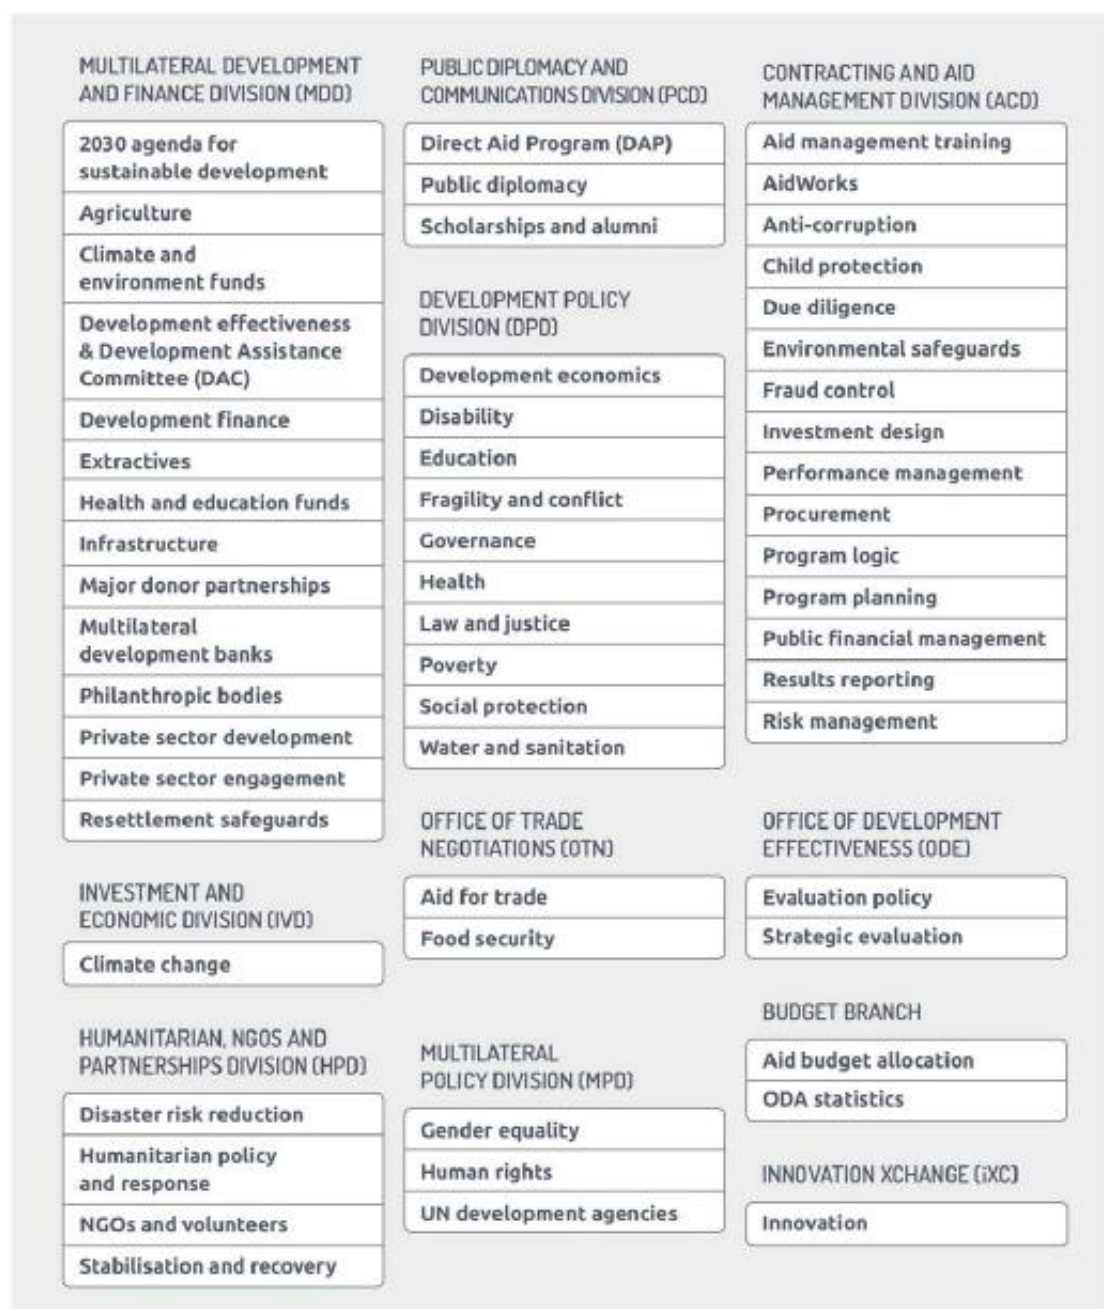 MULTILATERAL DEVELOPMENT
AND FINANCE DIVISION (MDD)
2030 agenda for
sustainable development
Agriculture
Climate and
environment funds
Development effectiveness
& Development Assistance
Committee (DAC)
Development finance
Extractives
Health and education funds
Infrastructure
Major donor partnerships
Multilateral
development banks
Philanthropic bodies
Private sector development
Private sector engagement
Resettlement safeguards
INVESTMENT AND
ECONOMIC DIVISION (IVD)
Climate change
HUMANITARIAN, NGOS AND
PARTNERSHIPS DIVISION (HPD)
Disaster risk reduction
Humanitarian policy
and response
NGOs and volunteers
Stabilisation and recovery
PUBLIC DIPLOMACY AND
COMMUNICATIONS DIVISION (PCD)
Direct Aid Program (DAP)
Public diplomacy
Scholarships and alumni
DEVELOPMENT POLICY
DIVISION (DPD)
Development economics
Disability
Education
Fragility and conflict
Governance
Health
Law and justice
Poverty
Social protection
Water and sanitation
OFFICE OF TRADE
NEGOTIATIONS (OTN)
Aid for trade
Food security
MULTILATERAL
POLICY DIVISION (MPD)
Gender equality
Human rights
UN development agencies
CONTRACTING AND AID
MANAGEMENT DIVISION (ACD)
Aid management training
AidWorks
Anti-corruption
Child protection
Due diligence
Environmental safeguards
Fraud control
Investment design
Performance management
Procurement
Program logic
Program planning
Public financial management
Results reporting
Risk management
OFFICE OF DEVELOPMENT
EFFECTIVENESS (ODE)
Evaluation policy
Strategic evaluation
BUDGET BRANCH
Aid budget allocation
ODA statistics
INNOVATION XCHANGE (iXC)
Innovation